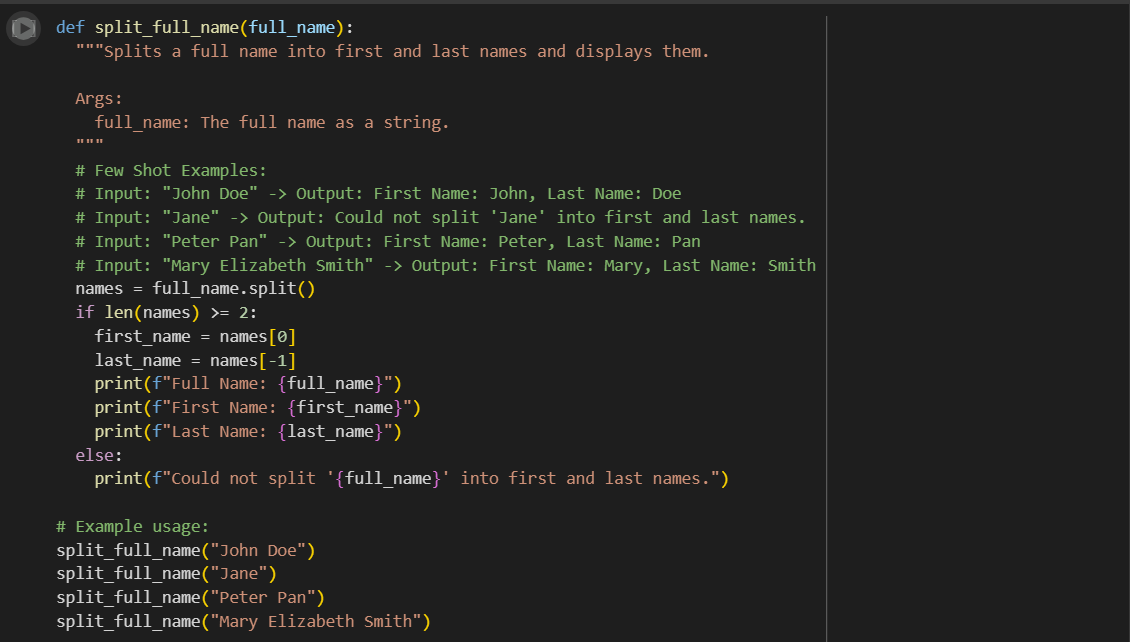 def split_full_name(full_name):
  """Splits a full name into first and last names and displays them.

  Args:
    full_name: The full name as a string.
  """
  # Few Shot Examples:
  # Input: "John Doe" -> Output: First Name: John, Last Name: Doe
  # Input: "Jane" -> Output: Could not split 'Jane' into first and last names.
  # Input: "Peter Pan" -> Output: First Name: Peter, Last Name: Pan
  # Input: "Mary Elizabeth Smith" -> Output: First Name: Mary, Last Name: Smith
  names = full_name.split()
  if len(names) >= 2:
    first_name = names[0]
    last_name = names[-1]
    print(f"Full Name: {full_name}")
    print(f"First Name: {first_name}")
    print(f"Last Name: {last_name}")
  else:
    print(f"Could not split '{full_name}' into first and last names.")

# Example usage:
split_full_name("John Doe")
split_full_name("Jane")
split_full_name("Peter Pan")
split_full_name("Mary Elizabeth Smith")